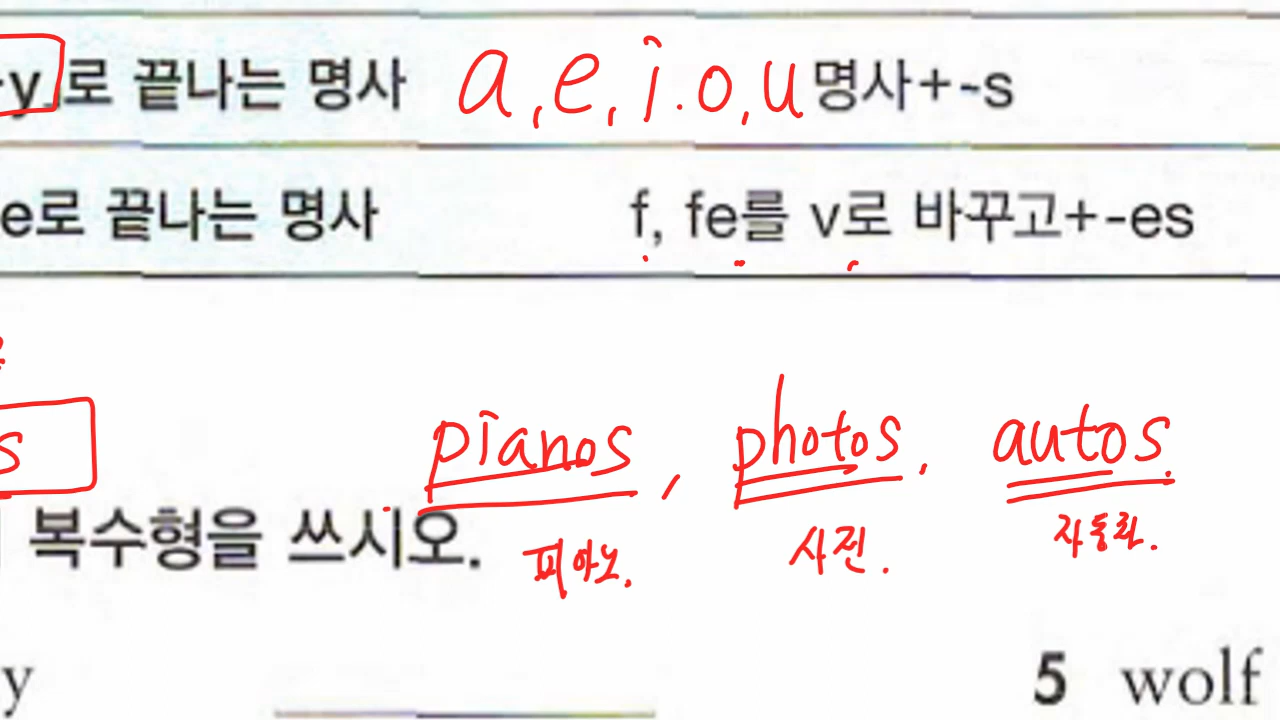 -y로 끝나는 명사 a, e, i. o, u 명사+-s
e로 끝나는 명사 f, fe를 v로 바꾸고+-es
s
pianos, photos, autos.
복수형을 쓰시오.
피아노. 사진. 자동차.
y
5 wolf